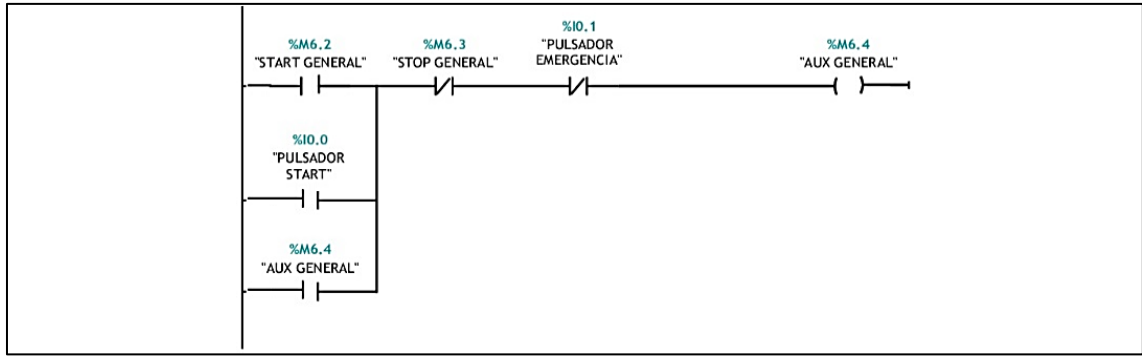 %M6.2
"START GENERAL"
%M6.3
"STOP GENERAL"
%I0.1
"PULSADOR
EMERGENCIA"
%M6.4
"AUX GENERAL"
%I0.0
"PULSADOR
START"
%M6.4
"AUX GENERAL"